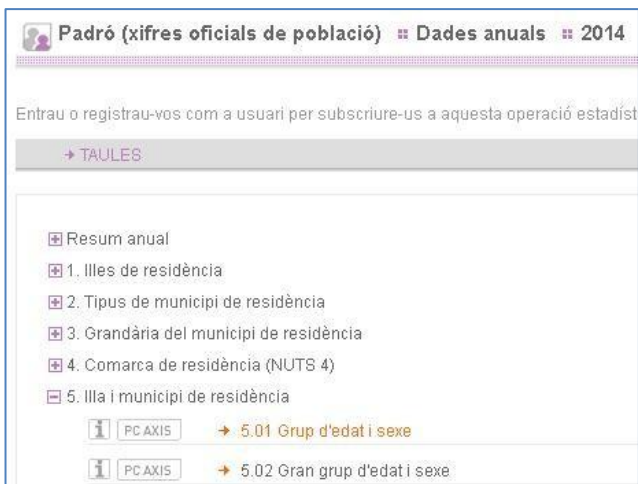 Padró (xifres oficials de població) :: Dades anuals :: 2014
Entrau o registrau-vos com a usuari per subscriure-us a aquesta operació estadíst
TAULES
Resum anual
1. Illes de residència
2. Tipus de municipi de residència
3. Grandària del municipi de residència
4. Comarca de residència (NUTS 4)
5. Illa i municipi de residència
i PC AXIS 5.01 Grup d'edat i sexe
i PC AXIS 5.02 Gran grup d'edat i sexe